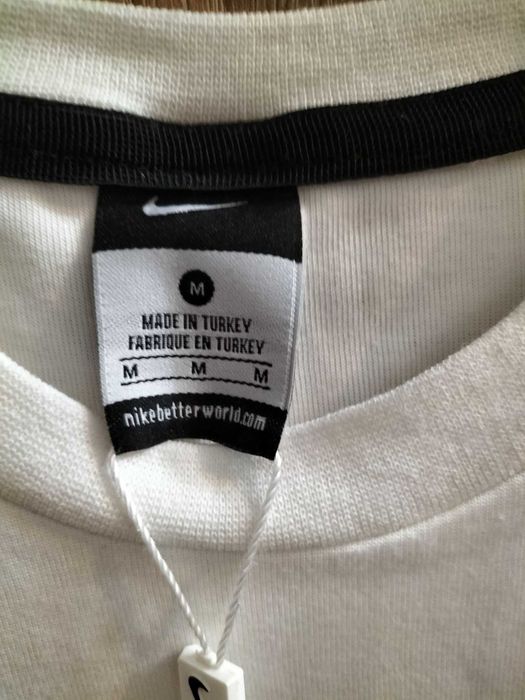 M
MADE IN TURKEY
FABRIQUE EN TURKEY
M M M
nikebetterworld.com